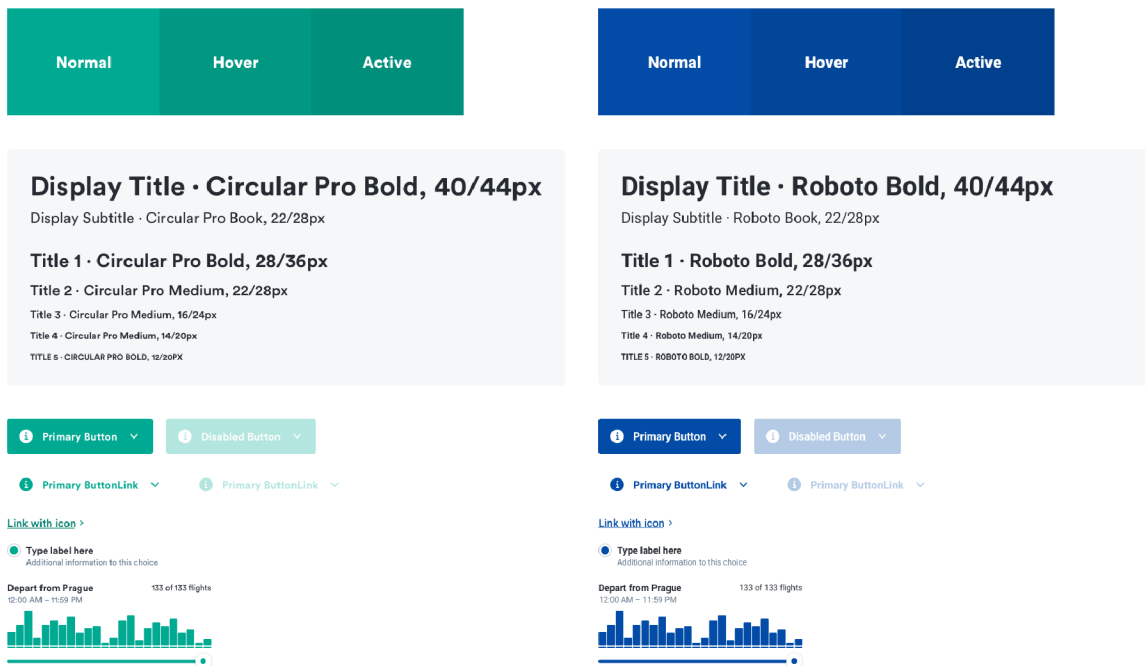 Normal Hover Active
Display Title · Circular Pro Bold, 40/44px
Display Subtitle · Circular Pro Book, 22/28px
Title 1 · Circular Pro Bold, 28/36px
Title 2 · Circular Pro Medium, 22/28px
Title 3 · Circular Pro Medium, 16/24px
Title 4 · Circular Pro Medium, 14/20px
TITLE 5 · CIRCULAR PRO BOLD, 12/20PX
Primary Button Disabled Button
Primary ButtonLink Primary ButtonLink
Link with icon
Type label here
Additional information to this choice
Depart from Prague 133 of 133 flights
12:00 AM – 11:59 PM
Normal Hover Active
Display Title · Roboto Bold, 40/44px
Display Subtitle · Roboto Book, 22/28px
Title 1 · Roboto Bold, 28/36px
Title 2 · Roboto Medium, 22/28px
Title 3 · Roboto Medium, 16/24px
Title 4 · Roboto Medium, 14/20px
TITLE 5 · ROBOTO BOLD, 12/20PX
Primary Button Disabled Button
Primary ButtonLink Primary ButtonLink
Link with icon
Type label here
Additional information to this choice
Depart from Prague 133 of 133 flights
12:00 AM – 11:59 PM